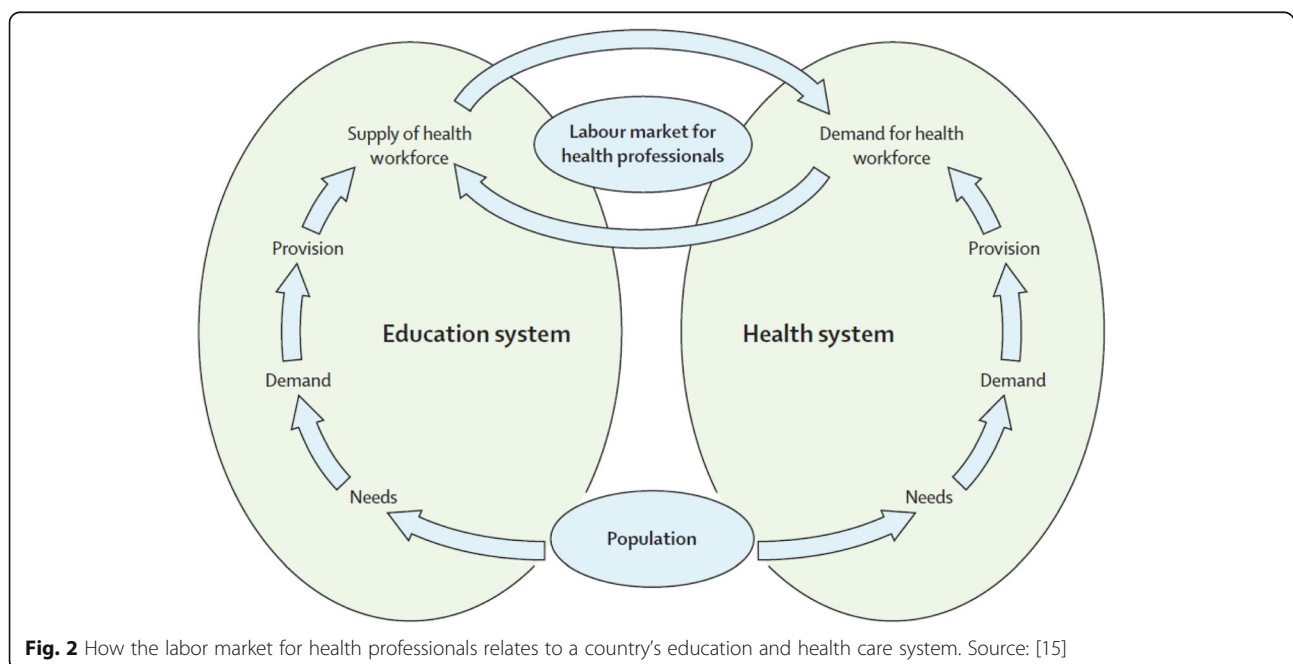 Supply of health
workforce
Labour market for
health professionals
Demand for health
workforce
Provision
Provision
Education system
Health system
Demand
Demand
Needs
Needs
Population
Fig. 2 How the labor market for health professionals relates to a country's education and health care system. Source: [15]